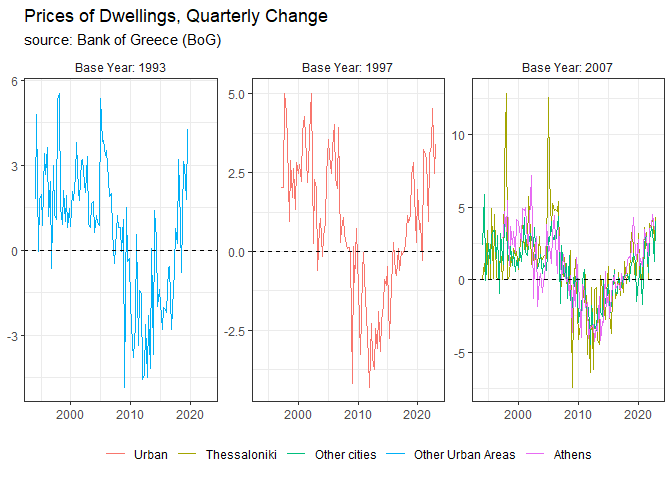 Prices of Dwellings, Quarterly Change
source: Bank of Greece (BoG)
Base Year: 1993
Base Year: 1997
Base Year: 2007
6
3
0
-3
5.0
2.5
0.0
-2.5
10
5
0
-5
2000 2010 2020
2000 2010 2020
2000 2010 2020
Urban Thessaloniki Other cities Other Urban Areas Athens